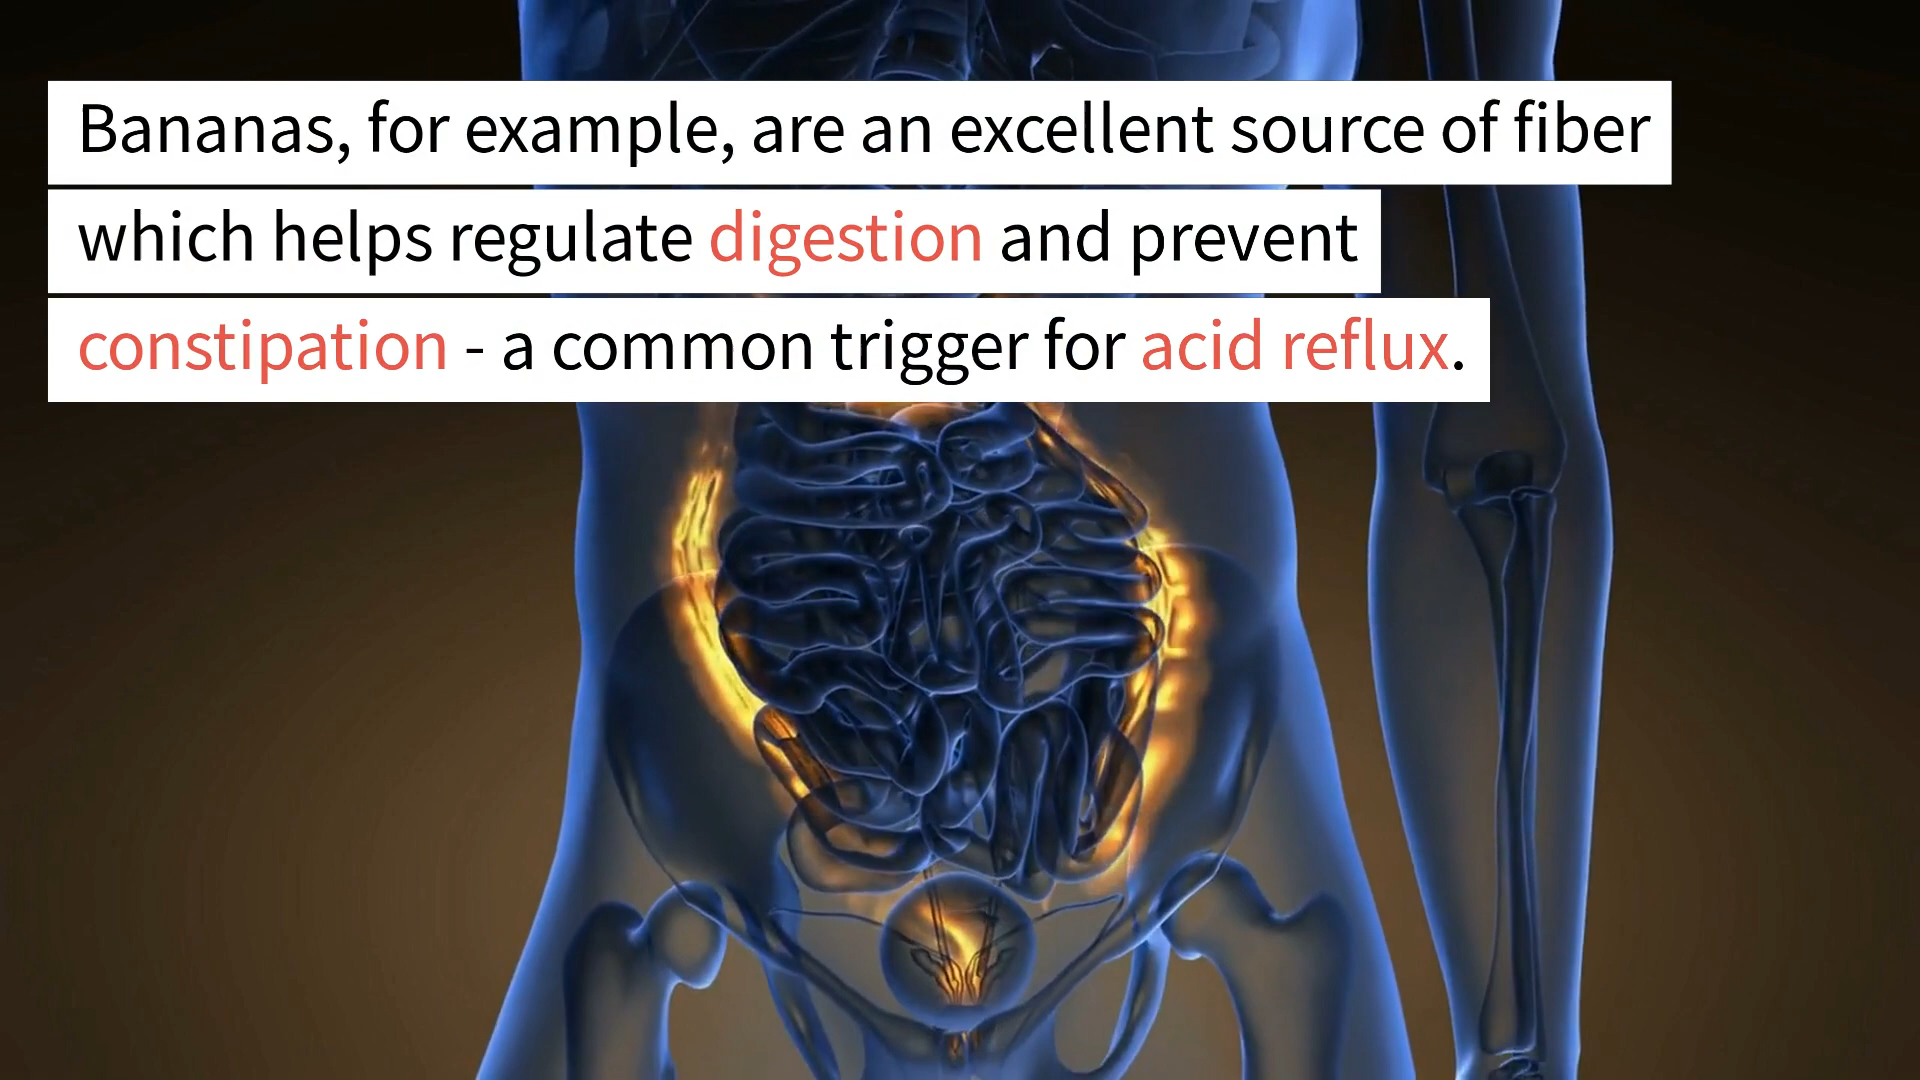 Bananas, for example, are an excellent source of fiber
which helps regulate digestion and prevent
constipation - a common trigger for acid reflux.